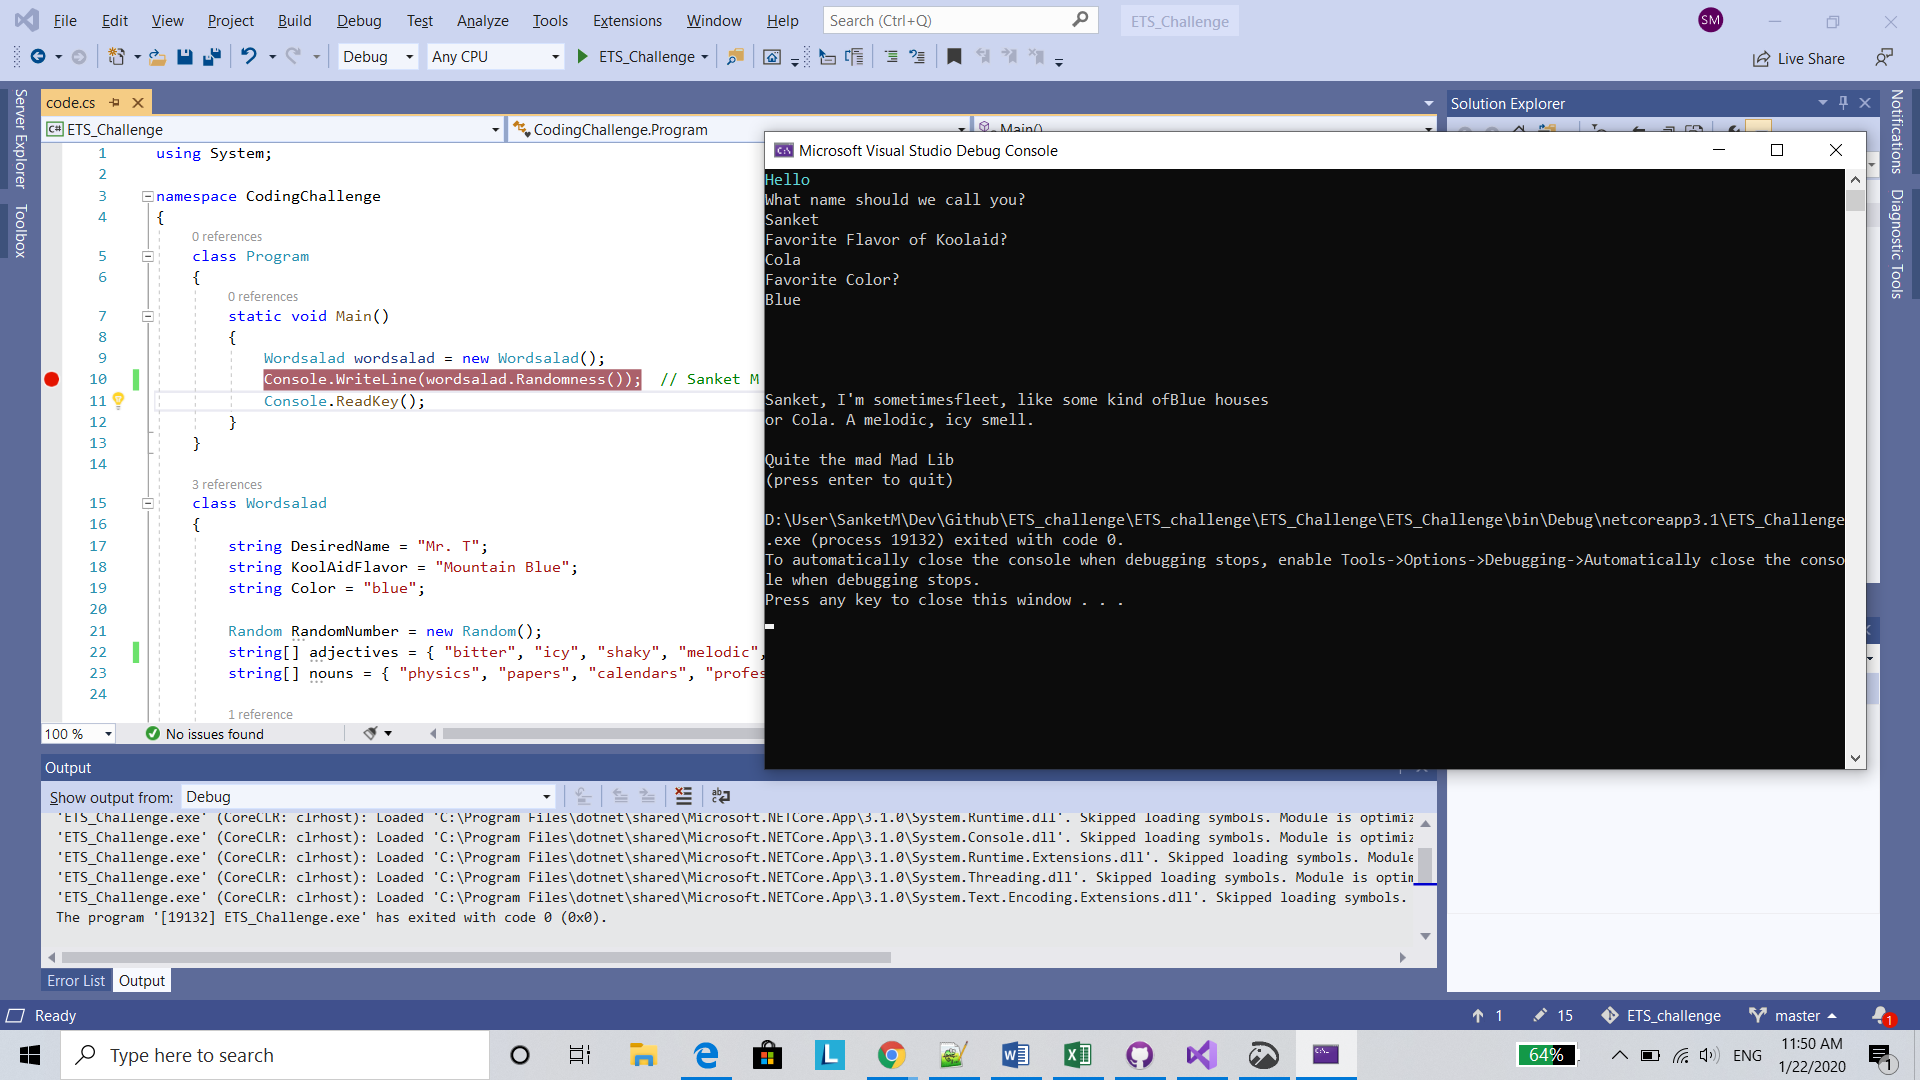 File Edit View Project Build Debug Test Analyze Tools Extensions Window Help Search (Ctrl+Q) ETS_Challenge SM
Debug Any CPU ETS_Challenge Live Share
Server Explorer
Toolbox
code.cs
ETS_Challenge CodingChallenge.Program Main()
1 using System;
2
3 namespace CodingChallenge
4 {
0 references
5 class Program
6 {
0 references
7 static void Main()
8 {
9 Wordsalad wordsalad = new Wordsalad();
10 Console.WriteLine(wordsalad.Randomness()); // Sanket M
11 Console.ReadKey();
12 }
13 }
14
3 references
15 class Wordsalad
16 {
17 string DesiredName = "Mr. T";
18 string KoolAidFlavor = "Mountain Blue";
19 string Color = "blue";
20
21 Random RandomNumber = new Random();
22 string[] adjectives = { "bitter", "icy", "shaky", "melodic",
23 string[] nouns = { "physics", "papers", "calendars", "profes
24
1 reference
100 % No issues found
Solution Explorer
Notifications
Diagnostic Tools
Microsoft Visual Studio Debug Console
Hello
What name should we call you?
Sanket
Favorite Flavor of Koolaid?
Cola
Favorite Color?
Blue
Sanket, I'm sometimesfleet, like some kind ofBlue houses
or Cola. A melodic, icy smell.
Quite the mad Mad Lib
(press enter to quit)
D:\User\SanketM\Dev\Github\ETS_challenge\ETS_challenge\ETS_Challenge\ETS_Challenge\bin\Debug\netcoreapp3.1\ETS_Challenge
.exe (process 19132) exited with code 0.
To automatically close the console when debugging stops, enable Tools->Options->Debugging->Automatically close the conso
le when debugging stops.
Press any key to close this window . . .
Output
Show output from: Debug
'ETS_Challenge.exe' (CoreCLR: clrhost): Loaded 'C:\Program Files\dotnet\shared\Microsoft.NETCore.App\3.1.0\System.Runtime.dll'. Skipped loading symbols. Module is optimiz
'ETS_Challenge.exe' (CoreCLR: clrhost): Loaded 'C:\Program Files\dotnet\shared\Microsoft.NETCore.App\3.1.0\System.Console.dll'. Skipped loading symbols. Module is optimiz
'ETS_Challenge.exe' (CoreCLR: clrhost): Loaded 'C:\Program Files\dotnet\shared\Microsoft.NETCore.App\3.1.0\System.Runtime.Extensions.dll'. Skipped loading symbols. Module
'ETS_Challenge.exe' (CoreCLR: clrhost): Loaded 'C:\Program Files\dotnet\shared\Microsoft.NETCore.App\3.1.0\System.Threading.dll'. Skipped loading symbols. Module is optim
'ETS_Challenge.exe' (CoreCLR: clrhost): Loaded 'C:\Program Files\dotnet\shared\Microsoft.NETCore.App\3.1.0\System.Text.Encoding.Extensions.dll'. Skipped loading symbols.
The program '[19132] ETS_Challenge.exe' has exited with code 0 (0x0).
Error List Output
Ready 1 15 ETS_challenge master 1
Type here to search 64% ENG 11:50 AM
1/22/2020 1